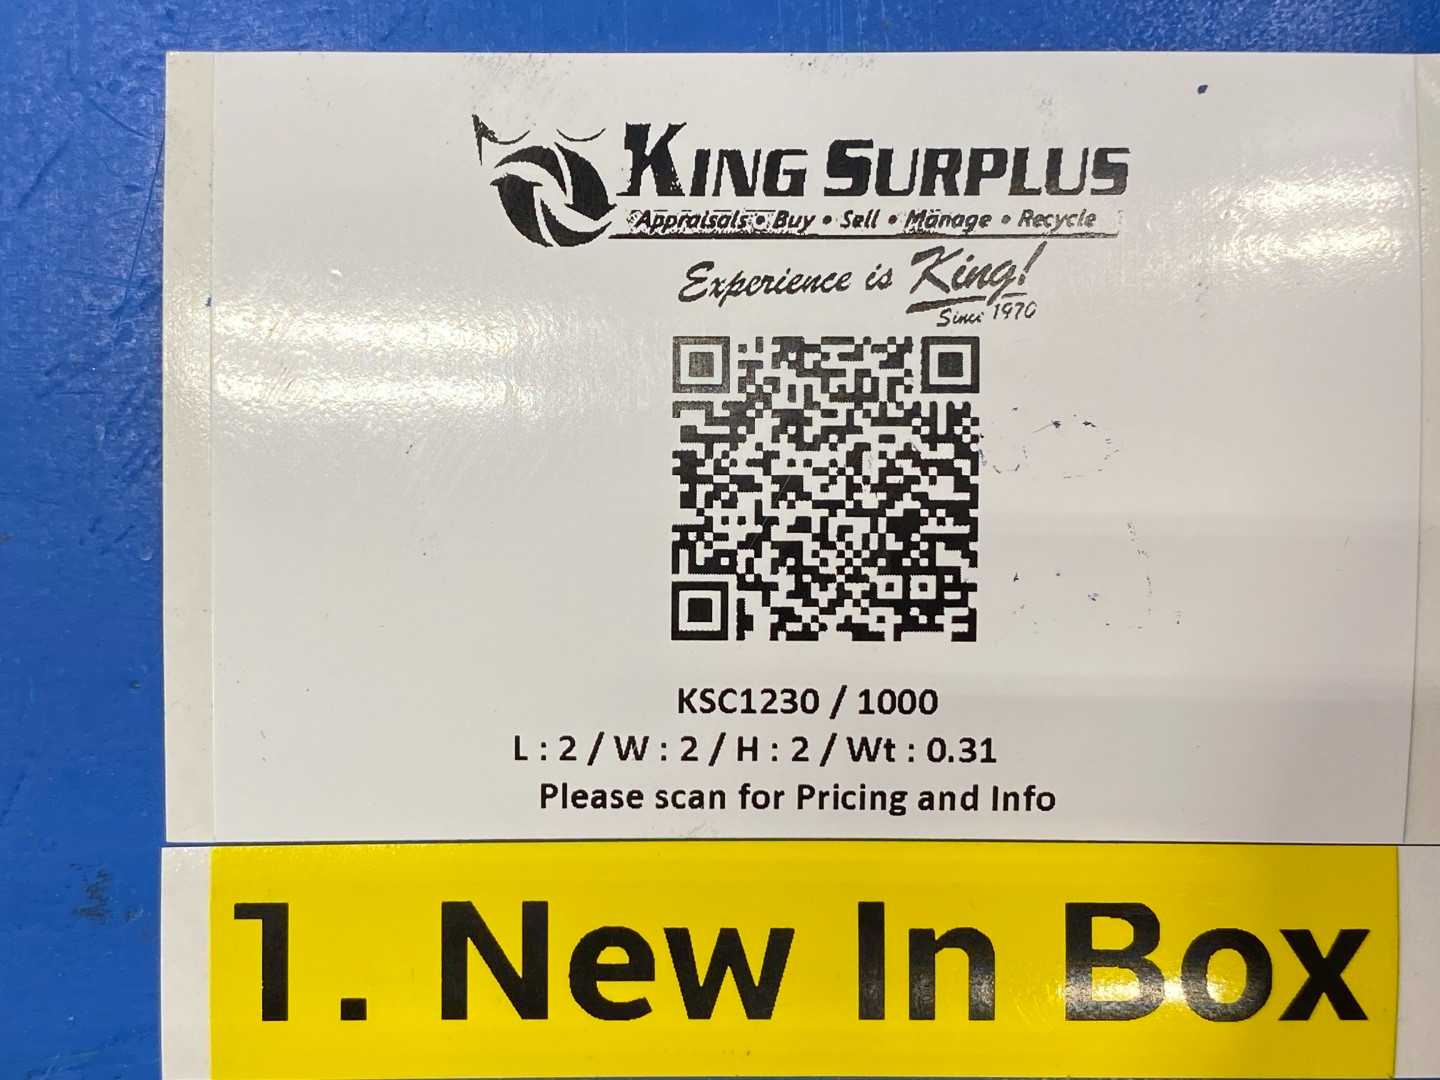 KING SURPLUS
Appraisals • Buy • Sell • Manage • Recycle
Experience is King!
Since 1970
KSC1230 / 1000
L : 2 / W : 2 / H : 2 / Wt : 0.31
Please scan for Pricing and Info
1. New In Box